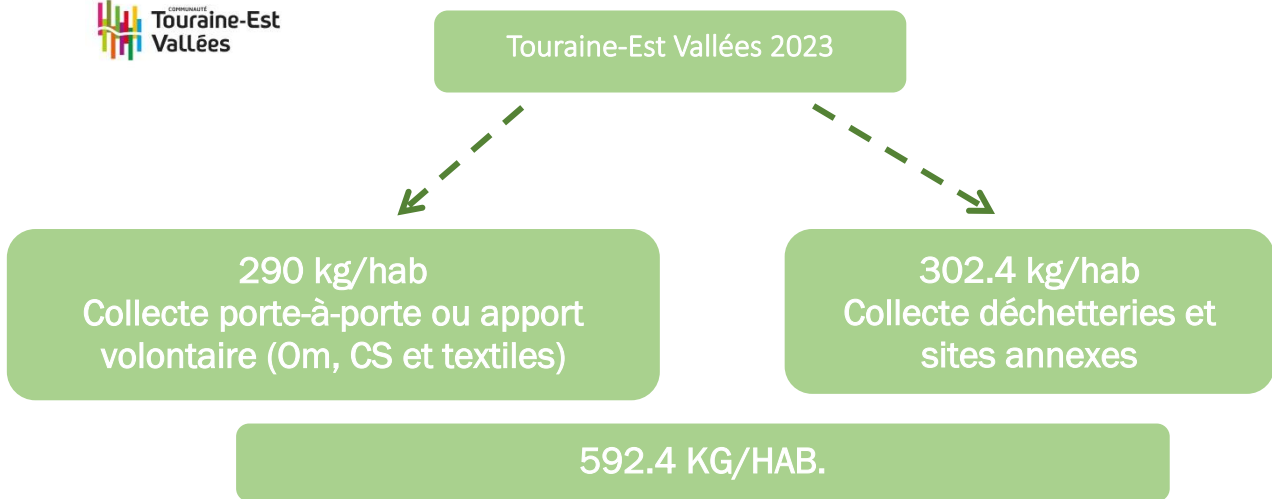 COMMUNAUTÉ
Touraine-Est
Vallées
Touraine-Est Vallées 2023
290 kg/hab
Collecte porte-à-porte ou apport
volontaire (Om, CS et textiles)
302.4 kg/hab
Collecte déchetteries et
sites annexes
592.4 KG/HAB.